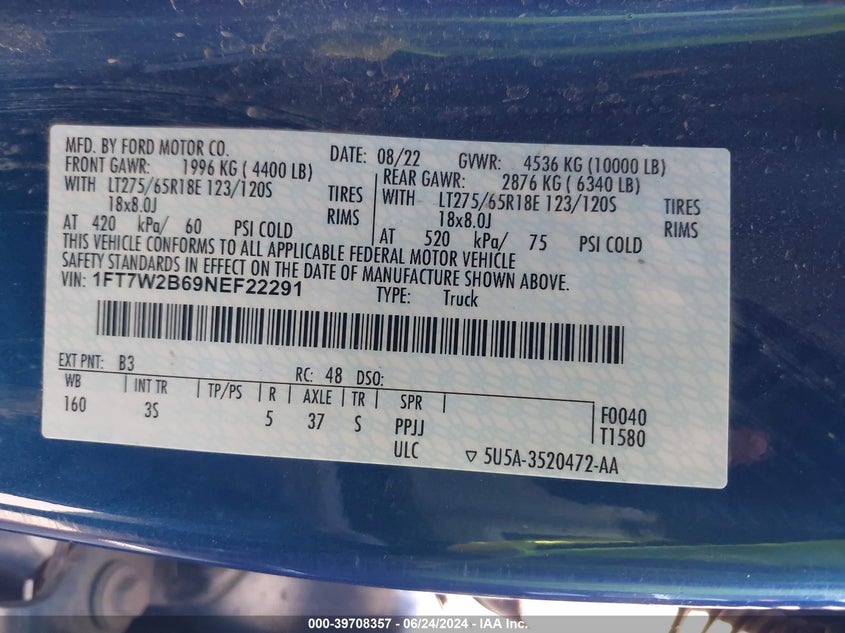 MFD. BY FORD MOTOR CO. DATE: 08/22 GVWR: 4536 KG (10000 LB)
FRONT GAWR: 1996 KG ( 4400 LB) REAR GAWR: 2876 KG ( 6340 LB)
WITH LT275/65R18E 123/120S TIRES WITH LT275/65R18E 123/120S TIRES
18x8.0J RIMS 18x8.0J RIMS
AT 420 kPa/ 60 PSI COLD AT 520 kPa/ 75 PSI COLD
THIS VEHICLE CONFORMS TO ALL APPLICABLE FEDERAL MOTOR VEHICLE
SAFETY STANDARDS IN EFFECT ON THE DATE OF MANUFACTURE SHOWN ABOVE.
VIN: 1FT7W2B69NEF22291 TYPE: Truck
EXT PNT: B3 RC: 48 DSO:
WB INT TR TP/PS R AXLE TR SPR F0040
160 3S 5 37 S PPJJ T1580
ULC ▽ 5U5A-3520472-AA
000-39708357 - 06/24/2024 - IAA Inc.